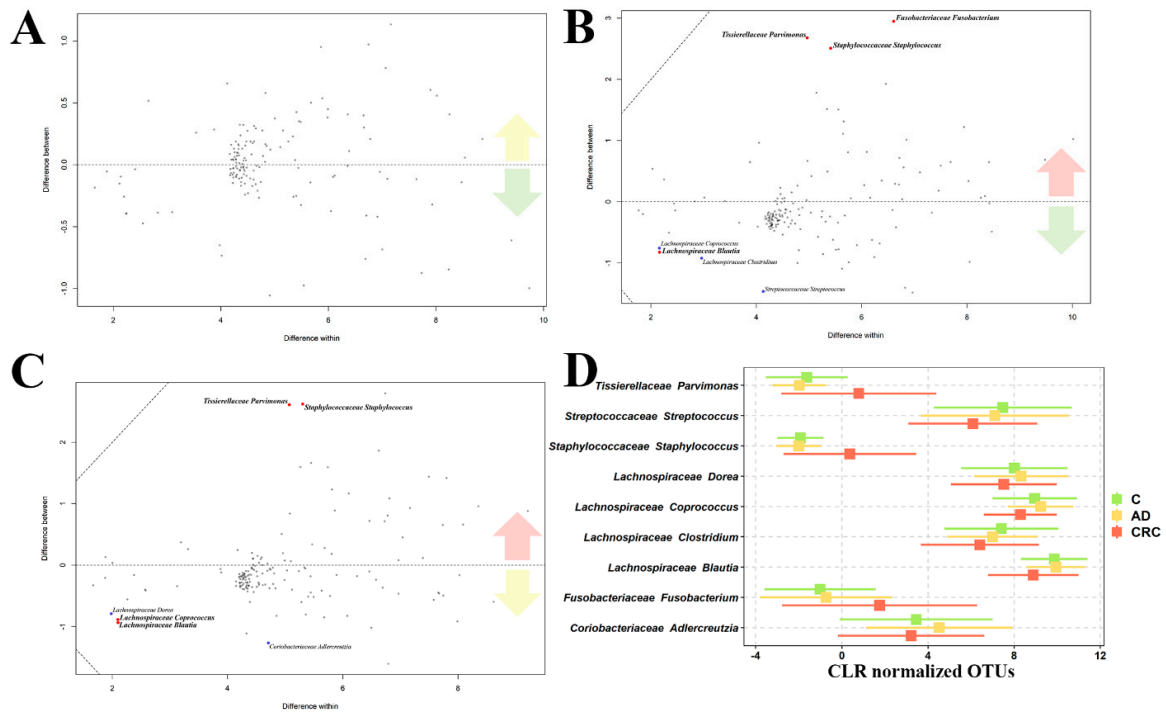 A
1.0
0.5
0.0
-0.5
-1.0
Difference between
2
4
6
8
10
Difference within
B
3
2
1
0
-1
Difference between
Fusobacteriaceae Fusobacterium
Tissierellaceae Parvimonas
Staphylococcaceae Staphylococcus
Lachnospiraceae Coprococcus
Lachnospiraceae Blautia
Lachnospiraceae Clostridium
Streptococcaceae Streptococcus
2
4
6
8
10
Difference within
C
2
1
0
-1
Difference between
Tissierellaceae Parvimonas
Staphylococcaceae Staphylococcus
Lachnospiraceae Dorea
Lachnospiraceae Coprococcus
Lachnospiraceae Blautia
Coriobacteriaceae Adlercreutzia
2
4
6
8
Difference within
D
Tissierellaceae Parvimonas
Streptococcaceae Streptococcus
Staphylococcaceae Staphylococcus
Lachnospiraceae Dorea
Lachnospiraceae Coprococcus
Lachnospiraceae Clostridium
Lachnospiraceae Blautia
Fusobacteriaceae Fusobacterium
Coriobacteriaceae Adlercreutzia
-4
0
4
8
12
CLR normalized OTUs
C
AD
CRC